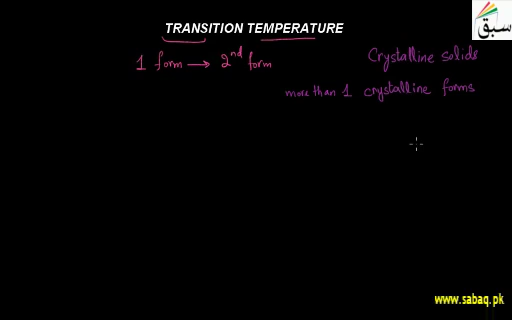 سبق
TRANSITION TEMPERATURE
1 form → 2nd form
Crystalline solids
more than 1 crystalline forms
www.sabaq.pk